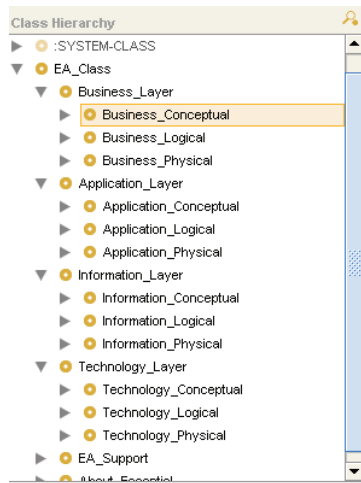 Class Hierarchy
:SYSTEM-CLASS
EA_Class
Business_Layer
Business_Conceptual
Business_Logical
Business_Physical
Application_Layer
Application_Conceptual
Application_Logical
Application_Physical
Information_Layer
Information_Conceptual
Information_Logical
Information_Physical
Technology_Layer
Technology_Conceptual
Technology_Logical
Technology_Physical
EA_Support
About_Essential